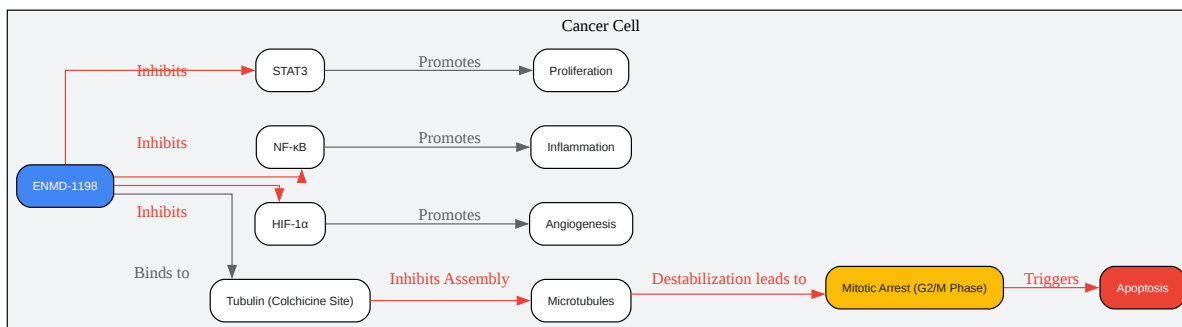 Cancer Cell
Inhibits
STAT3
Promotes
Proliferation
Inhibits
NF-κB
Promotes
Inflammation
ENMD-1198
Inhibits
HIF-1α
Promotes
Angiogenesis
Binds to
Tubulin (Colchicine Site)
Inhibits Assembly
Microtubules
Destabilization leads to
Mitotic Arrest (G2/M Phase)
Triggers
Apoptosis